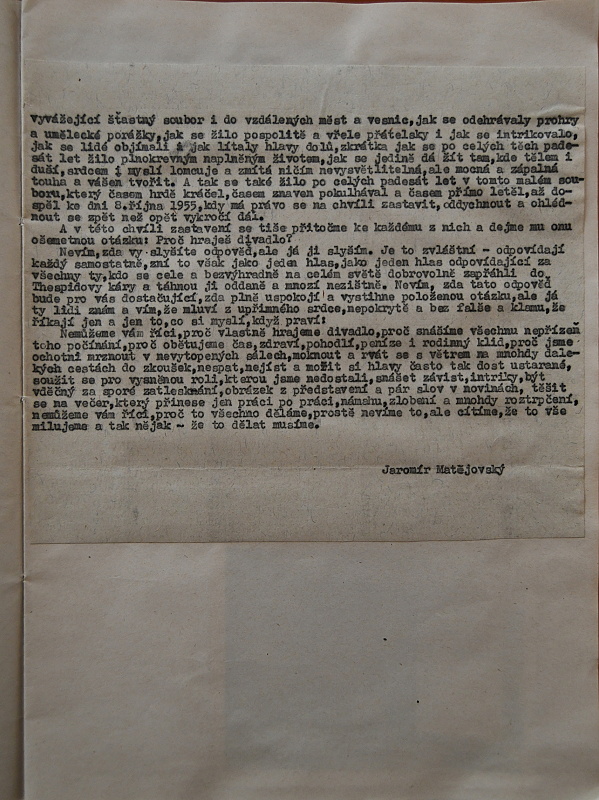 vyvážející šťastný soubor i do vzdálených měst a vesnic,jak se odehrávaly prohry
a umělecké porážky,jak se žilo pospolitě a vřele přátelsky i jak se intrikovalo,
jak se lidé objímali i jak lítaly hlavy dolů,zkrátka jak se po celých těch pade-
sát let žilo plnokrevným naplněným životem,jak se jedině dá žít tam,kde tělem i
duší,srdcem i myslí lomcuje a zmítá ničím nevysvětlitelná,ale mocná a zápalná
touha a vášeň tvořit. A tak se také žilo po celých padesát let v tomto malém sou-
boru,který časem hrdě kráčel,časem znaven pokulhával a časem přímo letěl,až do-
spěl ke dni 8.října 1955,kdy má právo se na chvíli zastavit,oddychnout a ohléd-
nout se zpět než opět vykročí dál.
A v této chvíli zastavení se tiše přitočme ke každému z nich a dejme mu onu
ošemetnou otázku: Proč hraješ divadlo?
Nevím,zda vy slyšíte odpověď,ale já ji slyším. Je to zvláštní - odpovídají
každý samostatně,zní to však jako jeden hlas,jako jeden hlas odpovídající za
všechny ty,kdo se cele a bezvýhradně na celém světě dobrovolně zapřáhli do
Thespidovy káry a táhnou ji oddaně a mnozí nezištně. Nevím, zda tato odpověď
bude pro vás dostačující,zda plně uspokojí a vystihne položenou otázku,ale já
ty lidi znám a vím,že mluví z upřímného srdce,nepokrytě a bez falše a klamu,že
říkají jen a jen to,co si myslí,když praví:
Nemůžeme vám říci,proč vlastně hrajeme divadlo,proč snášíme všechnu nepřízeň
toho počínání,proč obětujeme čas,zdraví,pohodlí,peníze i rodinný klid,proč jsme
ochotni mrznout v nevytopených sálech,moknout a rvát se s větrem na mnohdy dale-
kých cestách do zkoušek,nespat,nejíst a mořit si hlavy často tak dost ustaraná,
soužit se pro vysněnou roli,kterou jsme nedostali,snášet závist,intriky,být
vděčný za sporé zatleskání,obrázek z představení a pár slov v novinách, těšit
se na večer,který přinese jen práci po práci,námahu,zlobení a mnohdy roztrpčení,
nemůžeme vám říci,proč to všechno děláme,prostě nevíme to,ale cítíme,že to vše
milujeme a tak nějak - že to dělat musíme.
Jaromír Matějovský